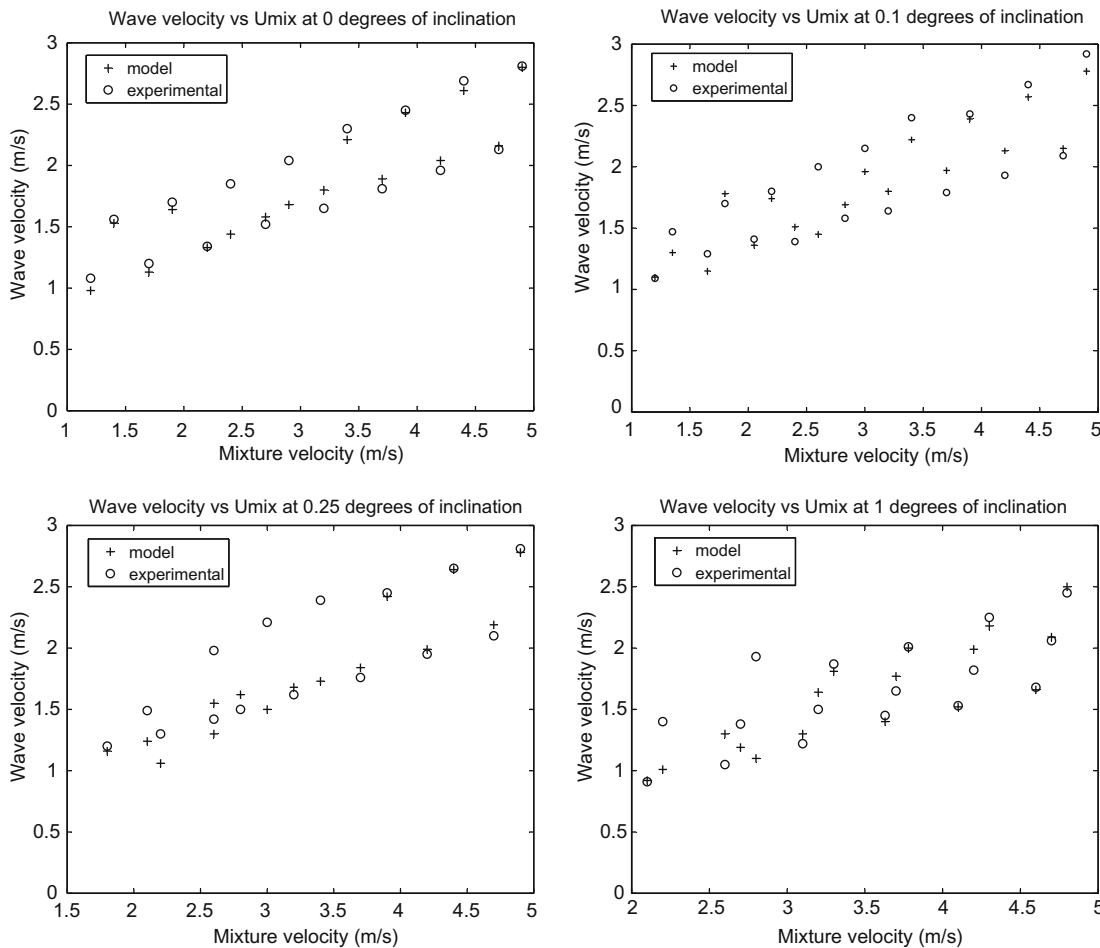 Wave velocity vs Umix at 0 degrees of inclination
3
2.5
2
1.5
1
0.5
0
Wave velocity (m/s)
model
experimental
1 1.5 2 2.5 3 3.5 4 4.5 5
Mixture velocity (m/s)
Wave velocity vs Umix at 0.1 degrees of inclination
3
2.5
2
1.5
1
0.5
0
Wave velocity (m/s)
model
experimental
1 1.5 2 2.5 3 3.5 4 4.5 5
Mixture velocity (m/s)
Wave velocity vs Umix at 0.25 degrees of inclination
3
2.5
2
1.5
1
0.5
0
Wave velocity (m/s)
model
experimental
1.5 2 2.5 3 3.5 4 4.5 5
Mixture velocity (m/s)
Wave velocity vs Umix at 1 degrees of inclination
3
2.5
2
1.5
1
0.5
0
Wave velocity (m/s)
model
experimental
2 2.5 3 3.5 4 4.5 5
Mixture velocity (m/s)